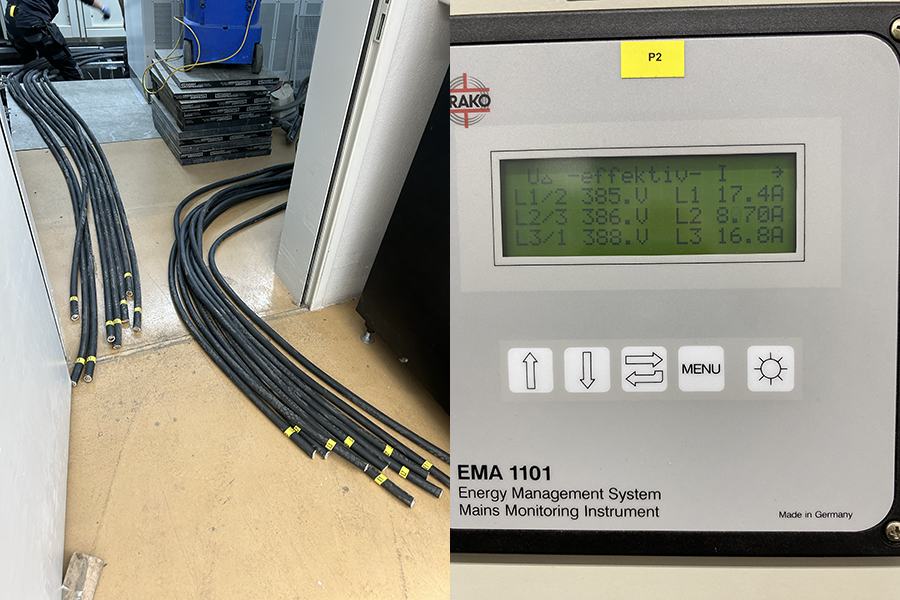 P2
RAKO
U△ -effektiv- I →
L1/2 385.V L1 17.4A
L2/3 386.V L2 8.70A
L3/1 388.V L3 16.8A
MENU
EMA 1101
Energy Management System
Mains Monitoring Instrument
Made in Germany